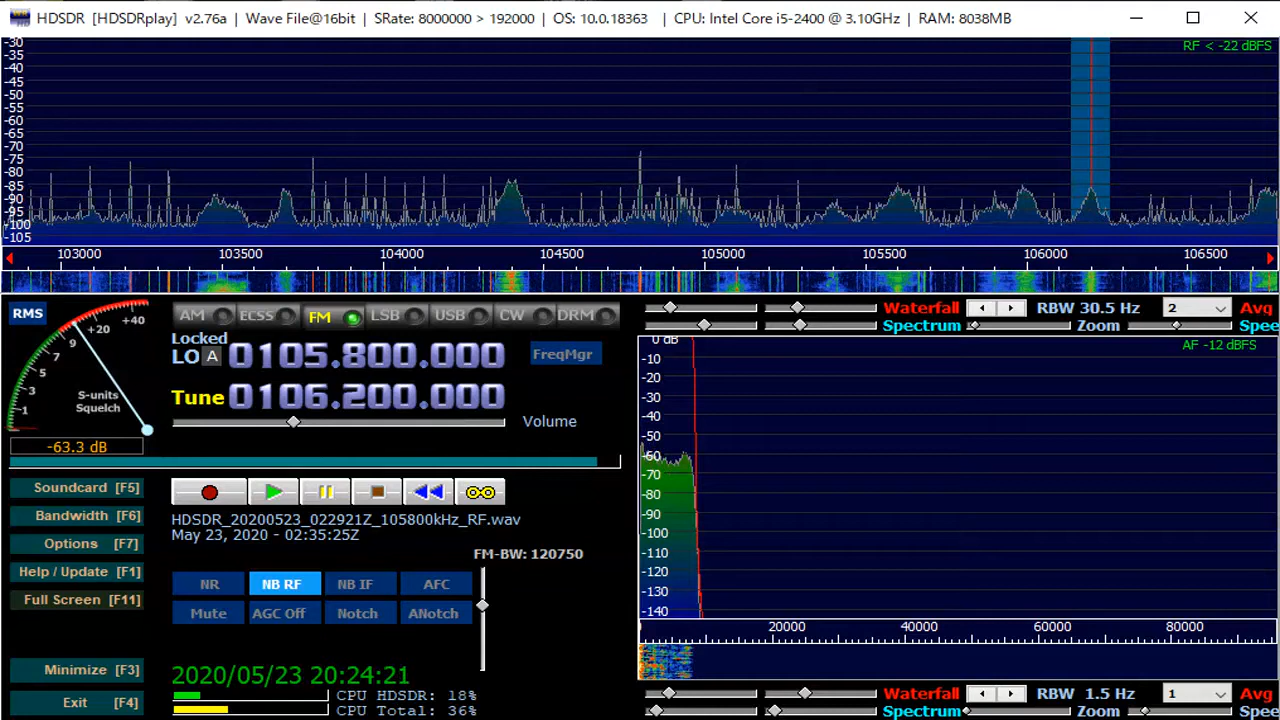 HDSDR [HDSDRplay] v2.76a | Wave File@16bit | SRate: 8000000 > 192000 | OS: 10.0.18363 | CPU: Intel Core i5-2400 @ 3.10GHz | RAM: 8038MB
RF < -22 dBFS
-30
-35
-40
-45
-50
-55
-60
-65
-70
-75
-80
-85
-90
-95
-100
-105
103000 103500 104000 104500 105000 105500 106000 106500
RMS
1 3 5 7 9 +20 +40
S-units
Squelch
-63.3 dB
AM ECSS FM LSB USB CW DRM
Locked
LO A 0105.800.000
FreqMgr
Tune 0106.200.000
Volume
Soundcard [F5]
Bandwidth [F6]
Options [F7]
Help / Update [F1]
Full Screen [F11]
Minimize [F3]
Exit [F4]
HDSDR_20200523_022921Z_105800kHz_RF.wav
May 23, 2020 - 02:35:25Z
FM-BW: 120750
NR NB RF NB IF AFC
Mute AGC Off Notch ANotch
2020/05/23 20:24:21
CPU HDSDR: 18%
CPU Total: 36%
Waterfall RBW 30.5 Hz 2 Avg
Spectrum Zoom Spee
AF -12 dBFS
0 dB
-10
-20
-30
-40
-50
-60
-70
-80
-90
-100
-110
-120
-130
-140
20000 40000 60000 80000
Waterfall RBW 1.5 Hz 1 Avg
Spectrum Zoom Spee